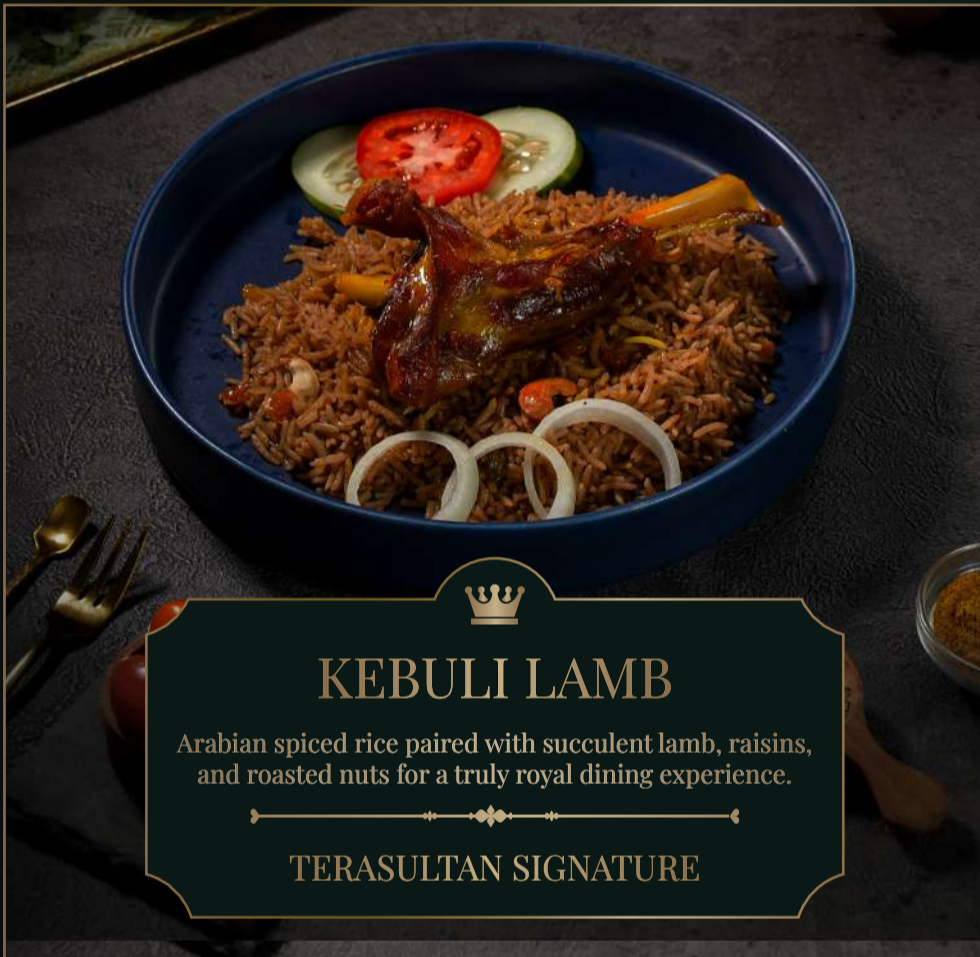 KEBULI LAMB
Arabian spiced rice paired with succulent lamb, raisins,
and roasted nuts for a truly royal dining experience.
TERASULTAN SIGNATURE